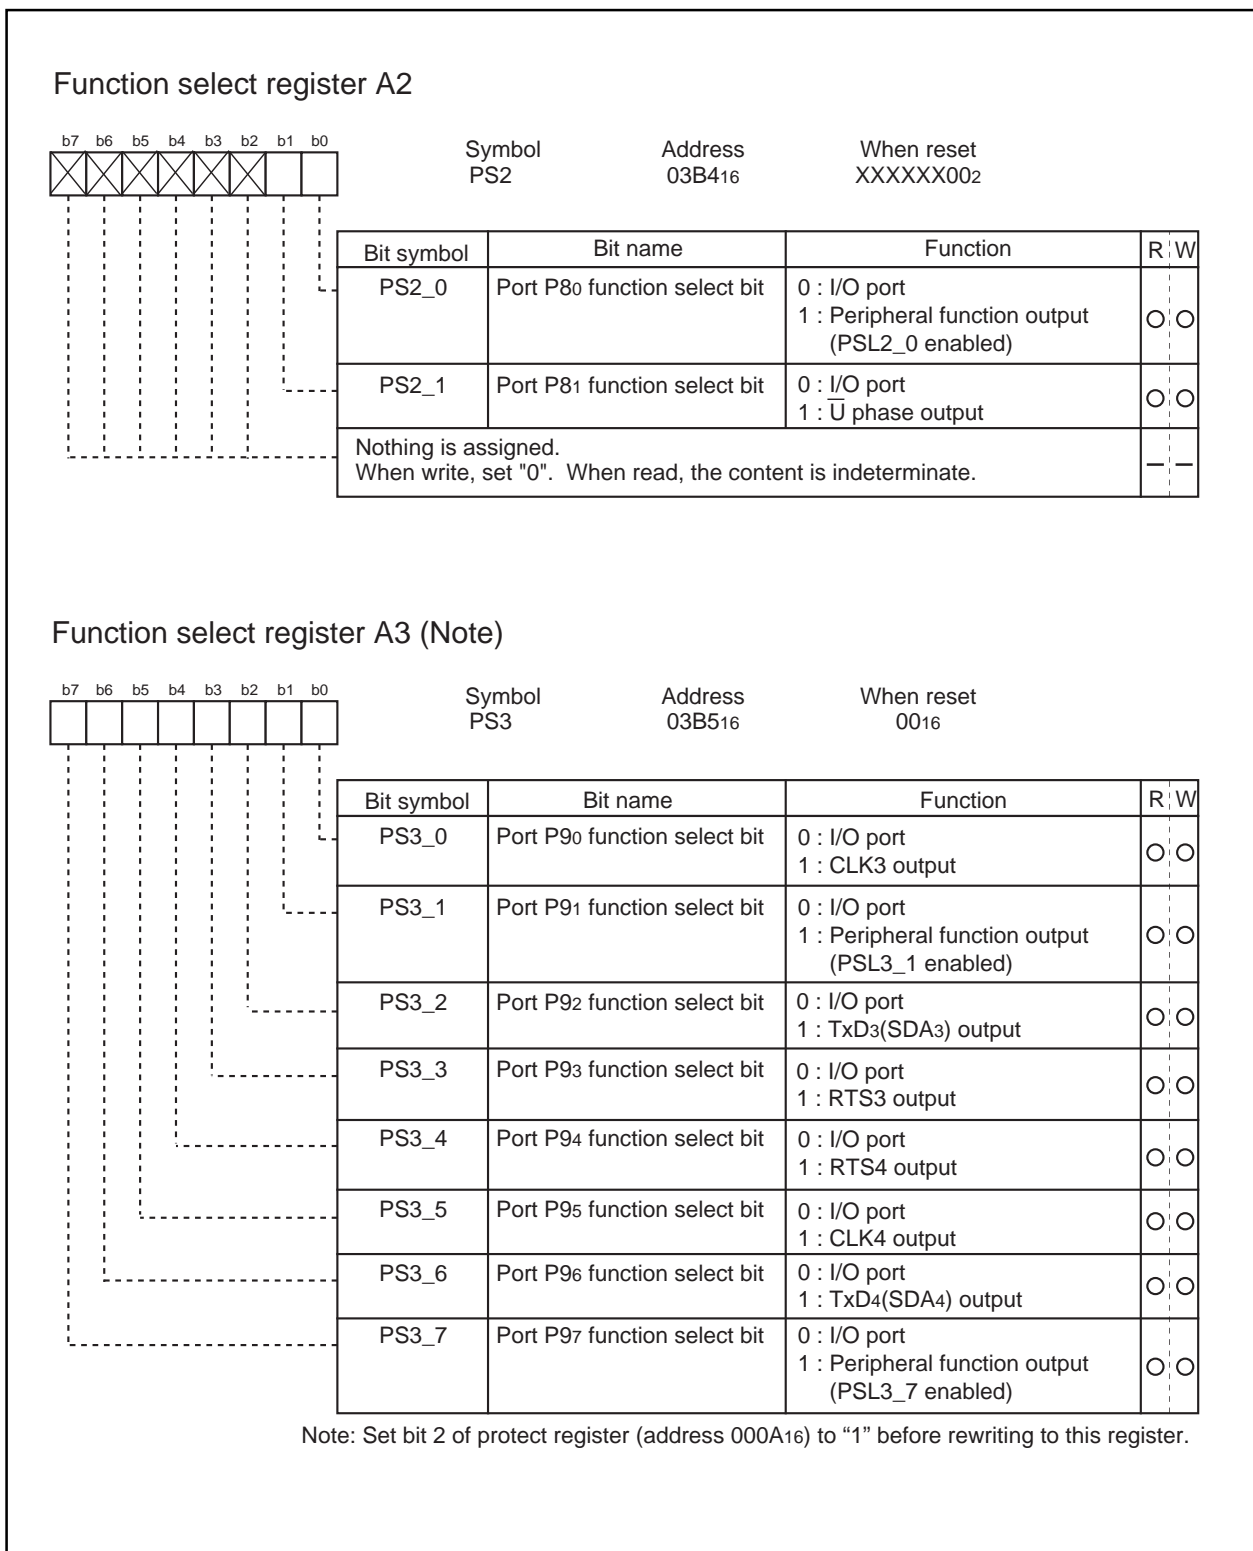 Function select register A2
b7 b6 b5 b4 b3 b2 b1 b0
Symbol Address When reset
PS2 03B416 XXXXXX002
Bit symbol Bit name Function R W
PS2_0 Port P80 function select bit 0 : I/O port
1 : Peripheral function output
(PSL2_0 enabled)
PS2_1 Port P81 function select bit 0 : I/O port
1 : U̅ phase output
Nothing is assigned.
When write, set "0". When read, the content is indeterminate.
Function select register A3 (Note)
b7 b6 b5 b4 b3 b2 b1 b0
Symbol Address When reset
PS3 03B516 0016
Bit symbol Bit name Function R W
PS3_0 Port P90 function select bit 0 : I/O port
1 : CLK3 output
PS3_1 Port P91 function select bit 0 : I/O port
1 : Peripheral function output
(PSL3_1 enabled)
PS3_2 Port P92 function select bit 0 : I/O port
1 : TxD3(SDA3) output
PS3_3 Port P93 function select bit 0 : I/O port
1 : RTS3 output
PS3_4 Port P94 function select bit 0 : I/O port
1 : RTS4 output
PS3_5 Port P95 function select bit 0 : I/O port
1 : CLK4 output
PS3_6 Port P96 function select bit 0 : I/O port
1 : TxD4(SDA4) output
PS3_7 Port P97 function select bit 0 : I/O port
1 : Peripheral function output
(PSL3_7 enabled)
Note: Set bit 2 of protect register (address 000A16) to “1” before rewriting to this register.